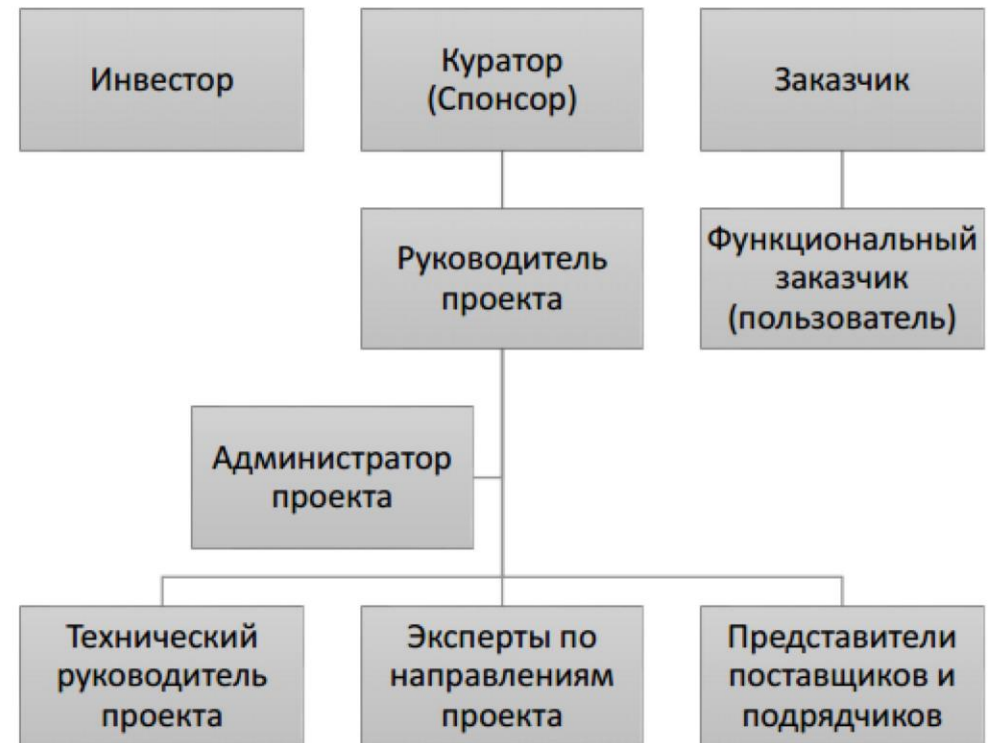 Инвестор
Куратор
(Спонсор)
Заказчик
Руководитель
проекта
Функциональный
заказчик
(пользователь)
Администратор
проекта
Технический
руководитель
проекта
Эксперты по
направлениям
проекта
Представители
поставщиков и
подрядчиков